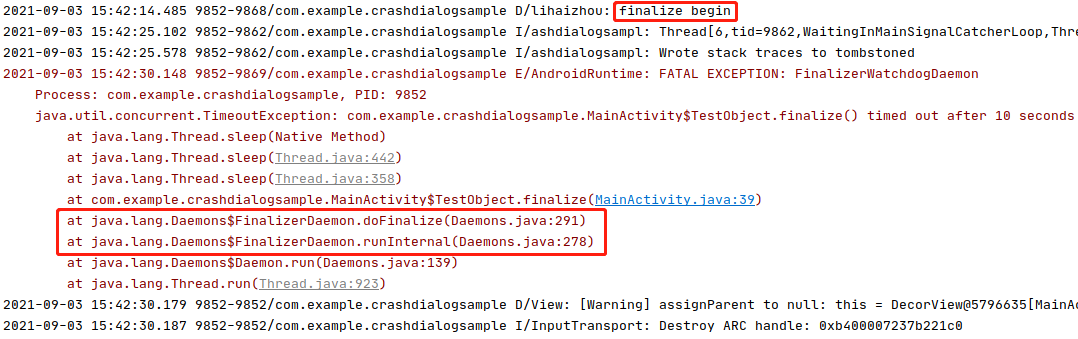 2021-09-03 15:42:14.485 9852-9868/com.example.crashdialogsample D/lihaizhou: finalize begin
2021-09-03 15:42:25.102 9852-9862/com.example.crashdialogsample I/ashdialogsampl: Thread[6,tid=9862,WaitingInMainSignalCatcherLoop,Thre
2021-09-03 15:42:25.578 9852-9862/com.example.crashdialogsample I/ashdialogsampl: Wrote stack traces to tombstoned
2021-09-03 15:42:30.148 9852-9869/com.example.crashdialogsample E/AndroidRuntime: FATAL EXCEPTION: FinalizerWatchdogDaemon
Process: com.example.crashdialogsample, PID: 9852
java.util.concurrent.TimeoutException: com.example.crashdialogsample.MainActivity$TestObject.finalize() timed out after 10 seconds
at java.lang.Thread.sleep(Native Method)
at java.lang.Thread.sleep(Thread.java:442)
at java.lang.Thread.sleep(Thread.java:358)
at com.example.crashdialogsample.MainActivity$TestObject.finalize(MainActivity.java:39)
at java.lang.Daemons$FinalizerDaemon.doFinalize(Daemons.java:291)
at java.lang.Daemons$FinalizerDaemon.runInternal(Daemons.java:278)
at java.lang.Daemons$Daemon.run(Daemons.java:139)
at java.lang.Thread.run(Thread.java:923)
2021-09-03 15:42:30.179 9852-9852/com.example.crashdialogsample D/View: [Warning] assignParent to null: this = DecorView@5796635[MainA
2021-09-03 15:42:30.187 9852-9852/com.example.crashdialogsample I/InputTransport: Destroy ARC handle: 0xb400007237b221c0